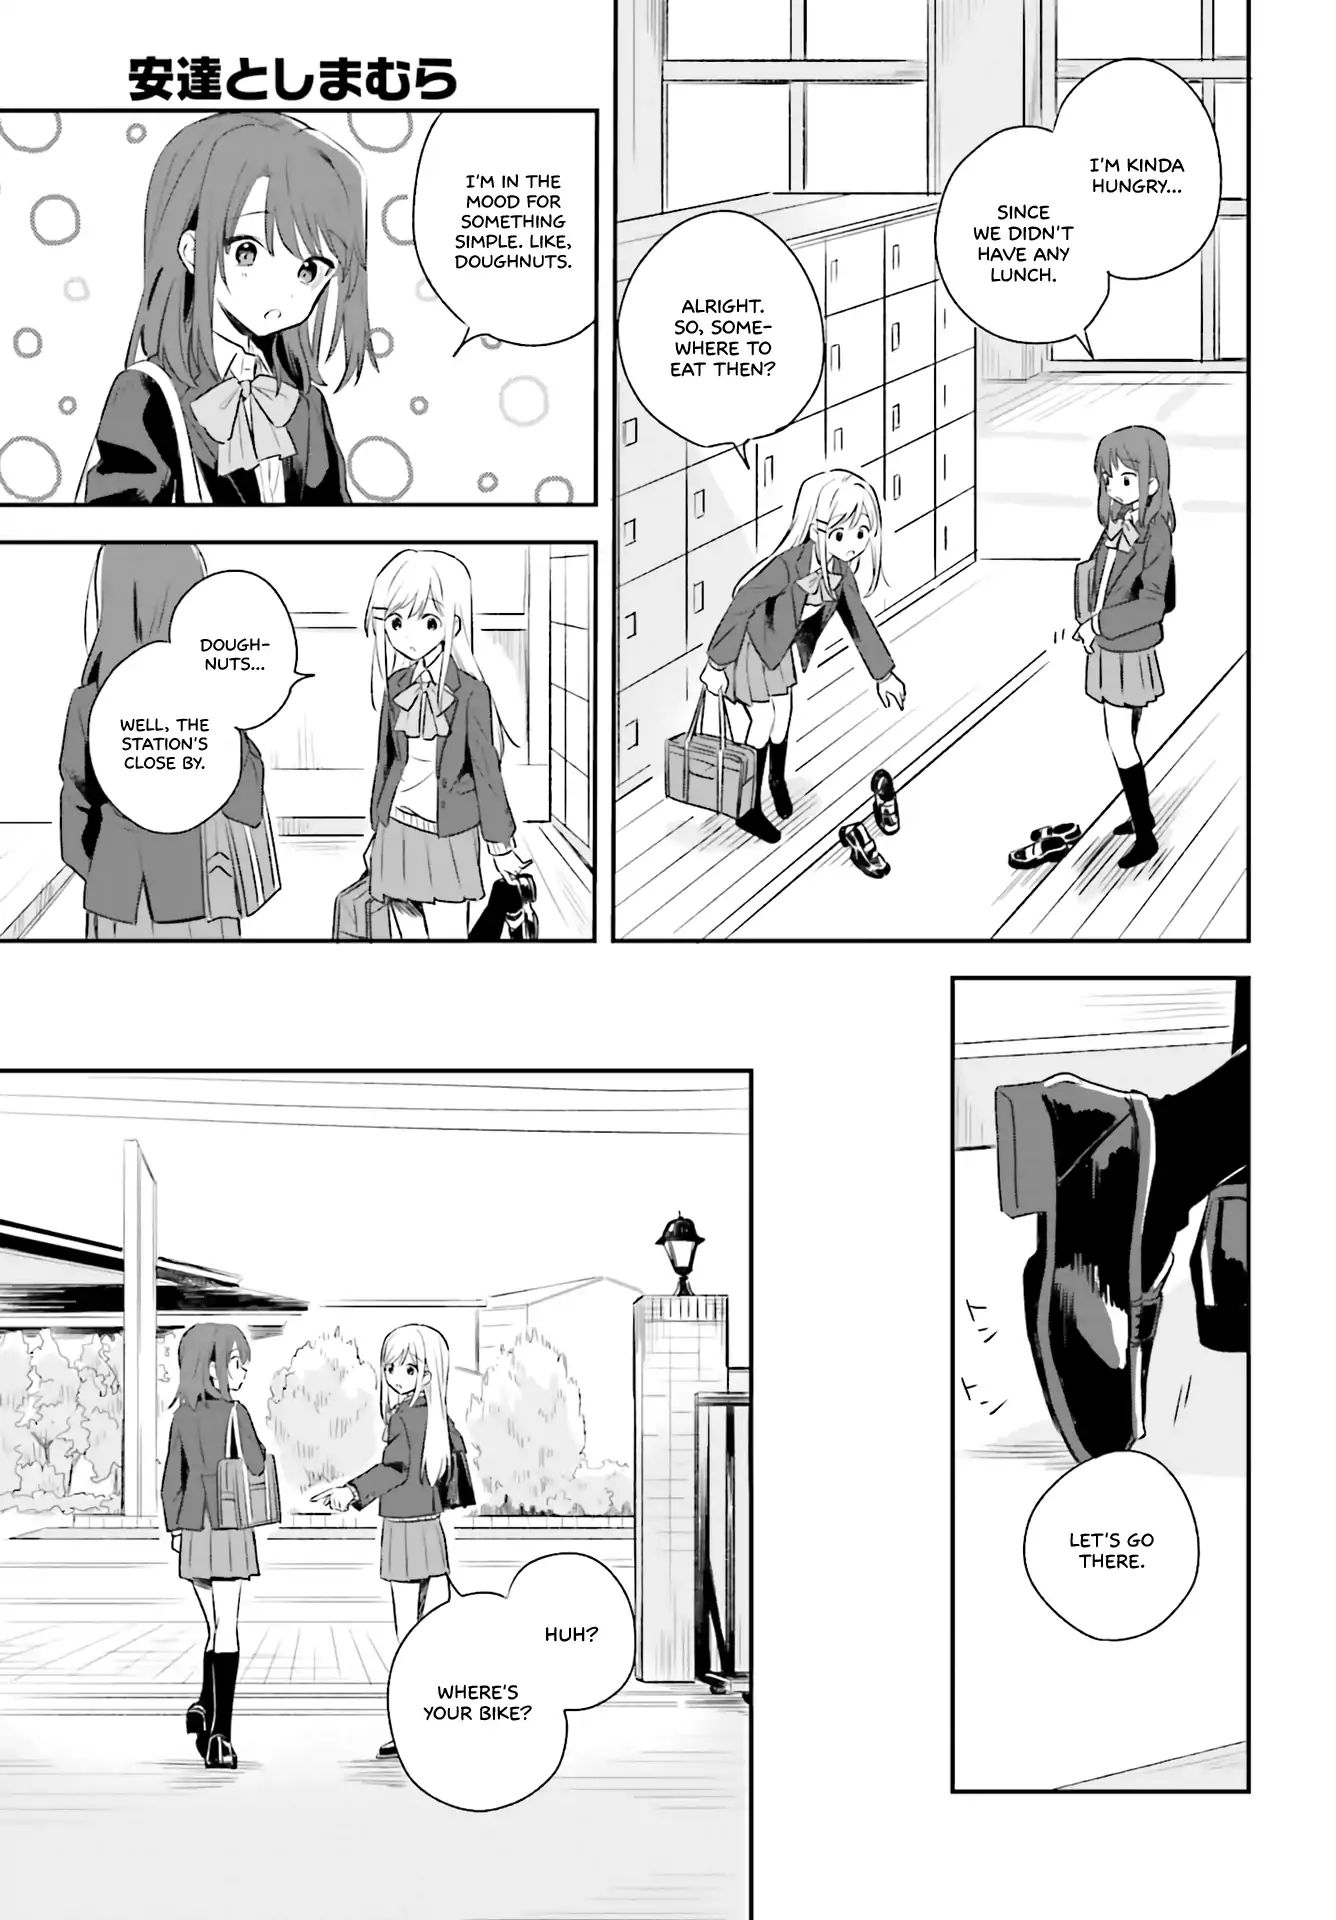 安達としまむら
I'M KINDA
HUNGRY...
SINCE
WE DIDN'T
HAVE ANY
LUNCH.
ALRIGHT.
SO, SOME-
WHERE TO
EAT THEN?
I'M IN THE
MOOD FOR
SOMETHING
SIMPLE. LIKE,
DOUGHNUTS.
DOUGH-
NUTS...
WELL, THE
STATION'S
CLOSE BY.
LET'S GO
THERE.
HUH?
WHERE'S
YOUR BIKE?